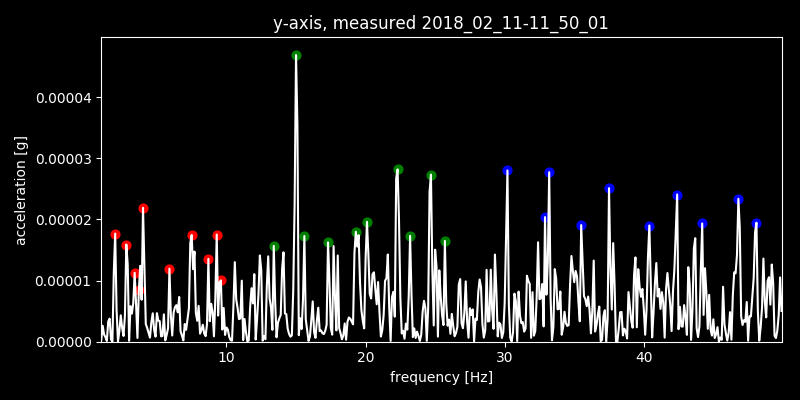 y-axis, measured 2018_02_11-11_50_01
acceleration [g]
0.00004
0.00003
0.00002
0.00001
0.00000
10 20 30 40
frequency [Hz]